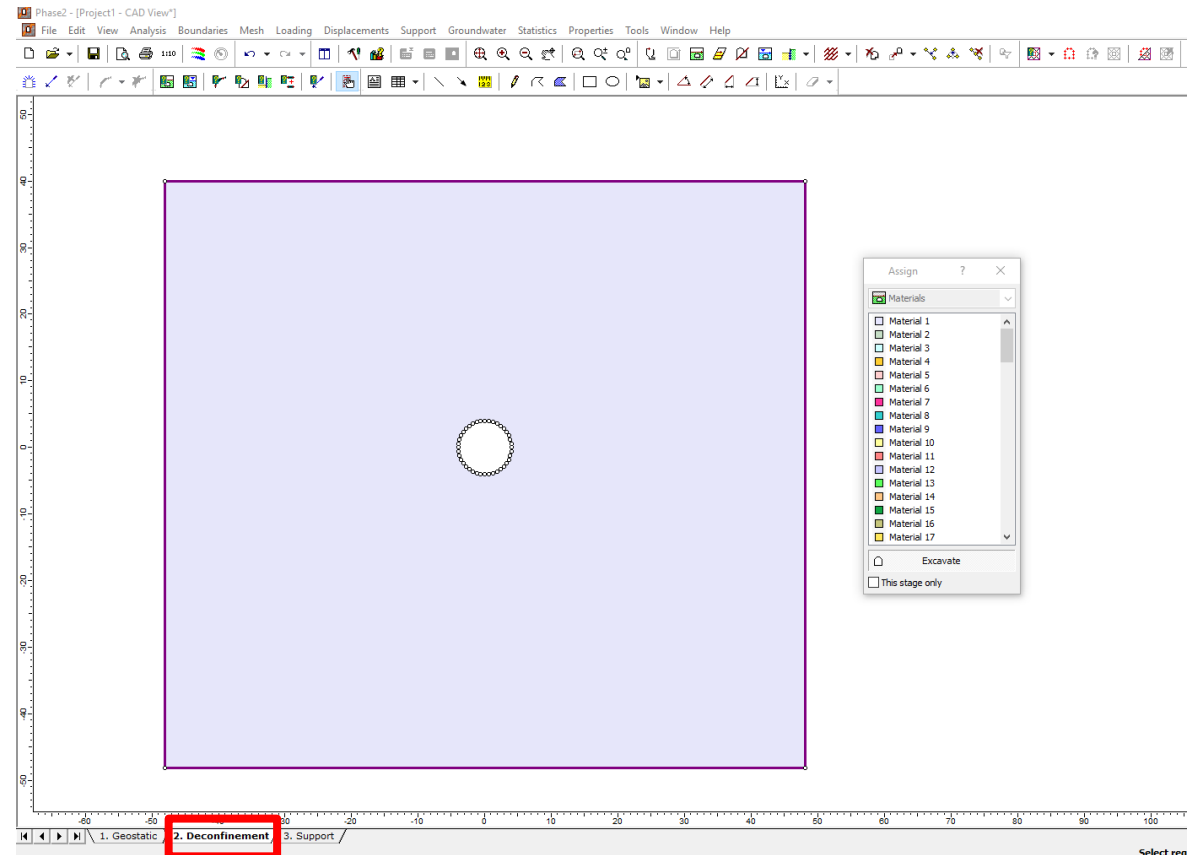 Phase2 - [Project1 - CAD View*]
File Edit View Analysis Boundaries Mesh Loading Displacements Support Groundwater Statistics Properties Tools Window Help
1:10
50
40
30
20
10
0
-10
-20
-30
-40
-50
Assign ? ×
Materials
Material 1
Material 2
Material 3
Material 4
Material 5
Material 6
Material 7
Material 8
Material 9
Material 10
Material 11
Material 12
Material 13
Material 14
Material 15
Material 16
Material 17
Excavate
This stage only
-60 -50 -20 -10 0 10 20 30 40 50 60 70 80 90 100
1. Geostatic 2. Deconfinement 3. Support